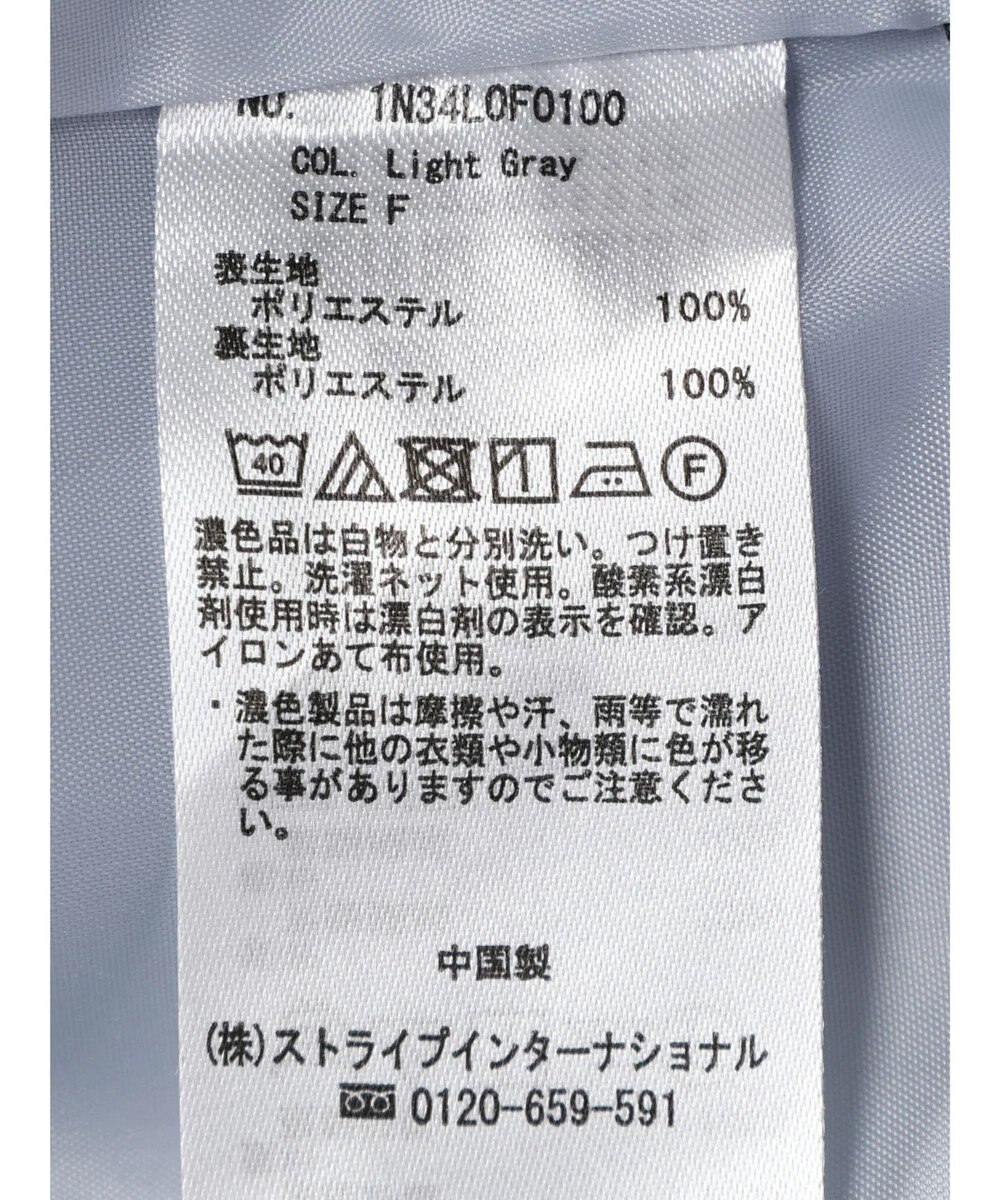 NO. 1N34L0F0100
COL. Light Gray
SIZE F
表生地
ポリエステル 100%
裏生地
ポリエステル 100%
40 F
濃色品は白物と分別洗い。つけ置き
禁止。洗濯ネット使用。酸素系漂白
剤使用時は漂白剤の表示を確認。ア
イロンあて布使用。
・濃色製品は摩擦や汗、雨等で濡れ
た際に他の衣類や小物類に色が移
る事がありますのでご注意くださ
い。
中国製
(株)ストライプインターナショナル
0120-659-591